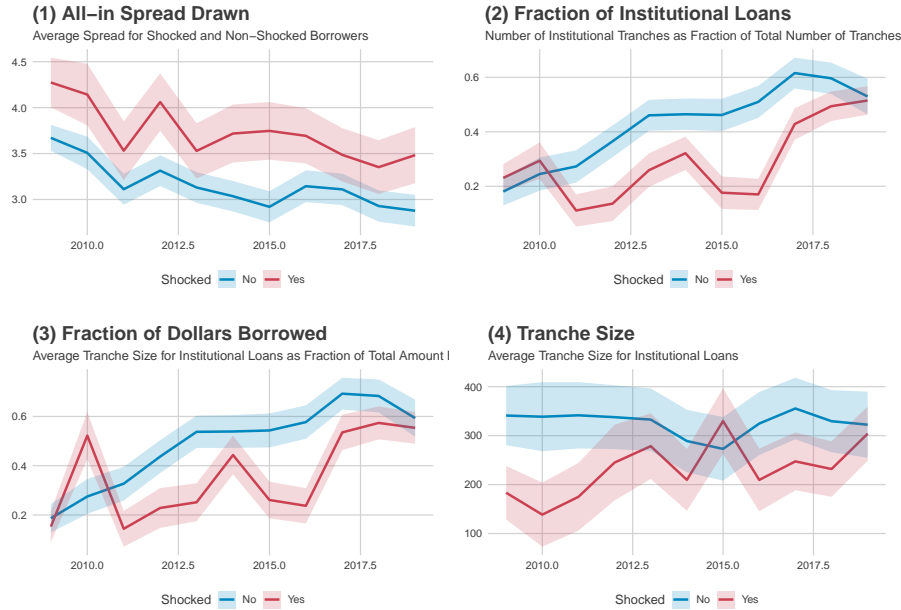 (1) All−in Spread Drawn
Average Spread for Shocked and Non−Shocked Borrowers
4.5
4.0
3.5
3.0
2010.0 2012.5 2015.0 2017.5
Shocked No Yes
(2) Fraction of Institutional Loans
Number of Institutional Tranches as Fraction of Total Number of Tranches
0.6
0.4
0.2
2010.0 2012.5 2015.0 2017.5
Shocked No Yes
(3) Fraction of Dollars Borrowed
Average Tranche Size for Institutional Loans as Fraction of Total Amount
0.6
0.4
0.2
2010.0 2012.5 2015.0 2017.5
Shocked No Yes
(4) Tranche Size
Average Tranche Size for Institutional Loans
400
300
200
100
2010.0 2012.5 2015.0 2017.5
Shocked No Yes